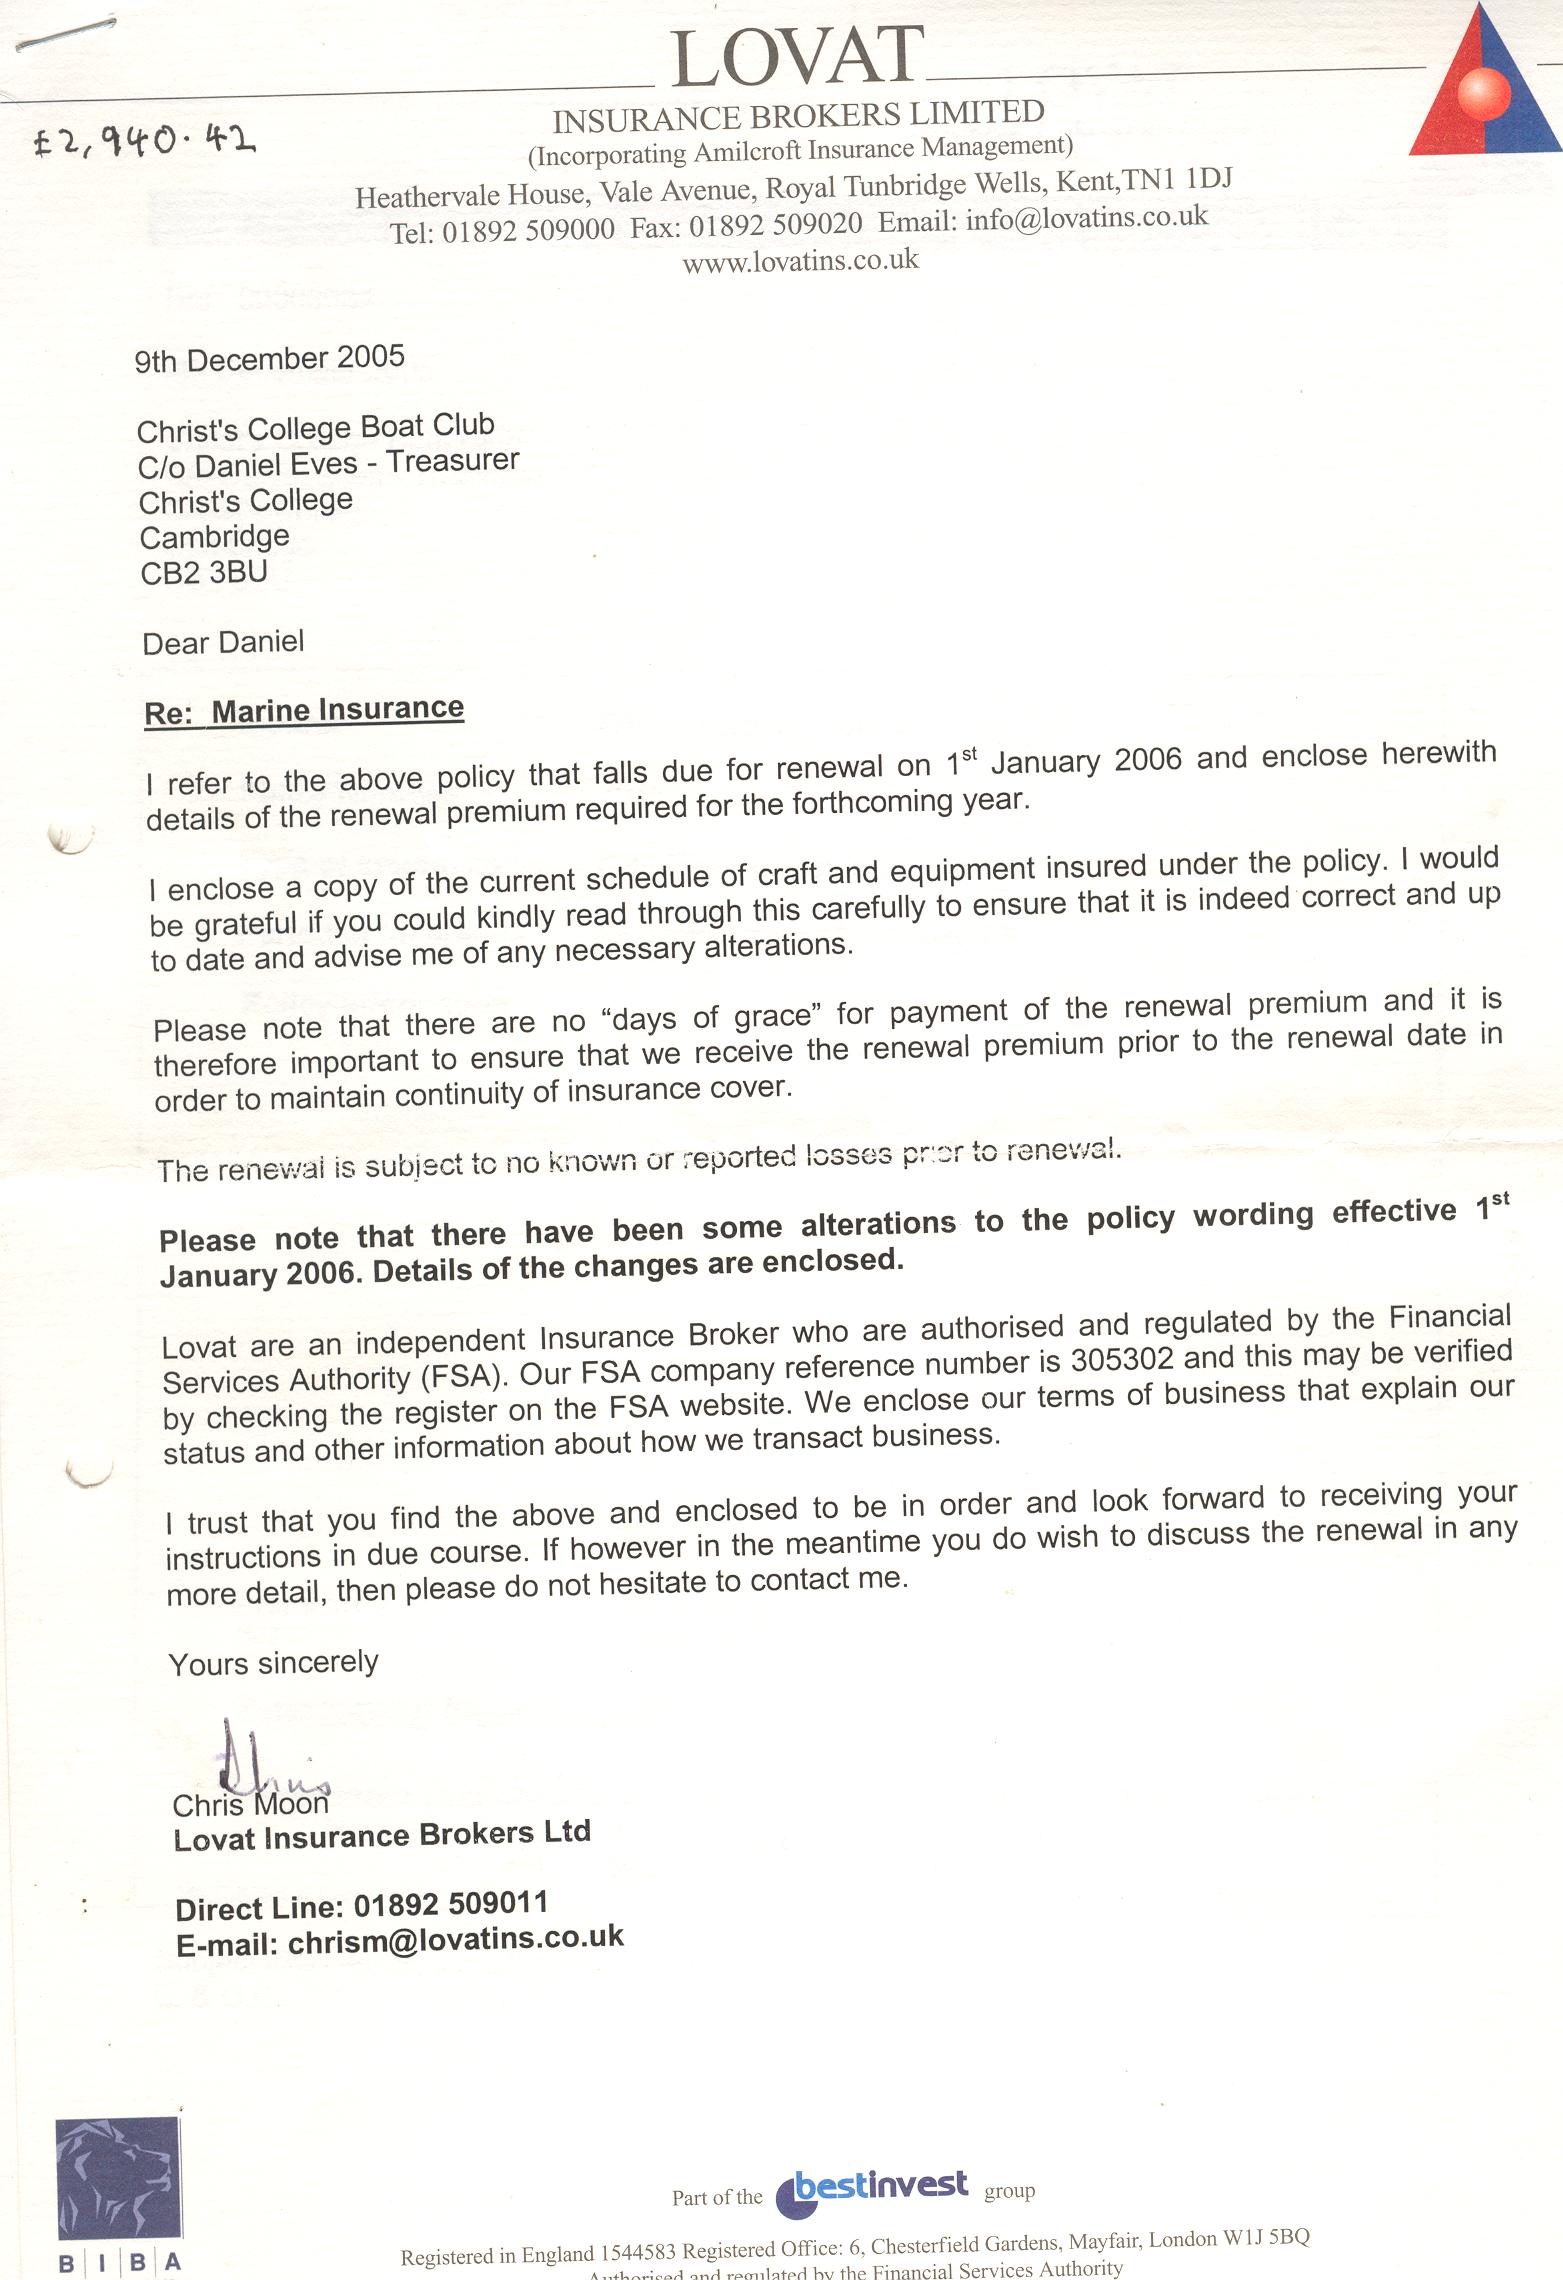 LOVAT
£2,940.42
INSURANCE BROKERS LIMITED
(Incorporating Amilcroft Insurance Management)
Heathervale House, Vale Avenue, Royal Tunbridge Wells, Kent,TN1 1DJ
Tel: 01892 509000 Fax: 01892 509020 Email: info@lovatins.co.uk
www.lovatins.co.uk
9th December 2005
Christ's College Boat Club
C/o Daniel Eves - Treasurer
Christ's College
Cambridge
CB2 3BU
Dear Daniel
Re: Marine Insurance
I refer to the above policy that falls due for renewal on 1st January 2006 and enclose herewith
details of the renewal premium required for the forthcoming year.
I enclose a copy of the current schedule of craft and equipment insured under the policy. I would
be grateful if you could kindly read through this carefully to ensure that it is indeed correct and up
to date and advise me of any necessary alterations.
Please note that there are no “days of grace” for payment of the renewal premium and it is
therefore important to ensure that we receive the renewal premium prior to the renewal date in
order to maintain continuity of insurance cover.
The renewal is subject to no known or reported losses prior to renewal.
Please note that there have been some alterations to the policy wording effective 1st
January 2006. Details of the changes are enclosed.
Lovat are an independent Insurance Broker who are authorised and regulated by the Financial
Services Authority (FSA). Our FSA company reference number is 305302 and this may be verified
by checking the register on the FSA website. We enclose our terms of business that explain our
status and other information about how we transact business.
I trust that you find the above and enclosed to be in order and look forward to receiving your
instructions in due course. If however in the meantime you do wish to discuss the renewal in any
more detail, then please do not hesitate to contact me.
Yours sincerely
Chris
Chris Moon
Lovat Insurance Brokers Ltd
Direct Line: 01892 509011
E-mail: chrism@lovatins.co.uk
Part of the bestinvest group
B|I|B|A
Registered in England 1544583 Registered Office: 6, Chesterfield Gardens, Mayfair, London W1J 5BQ
Authorised and regulated by the Financial Services Authority